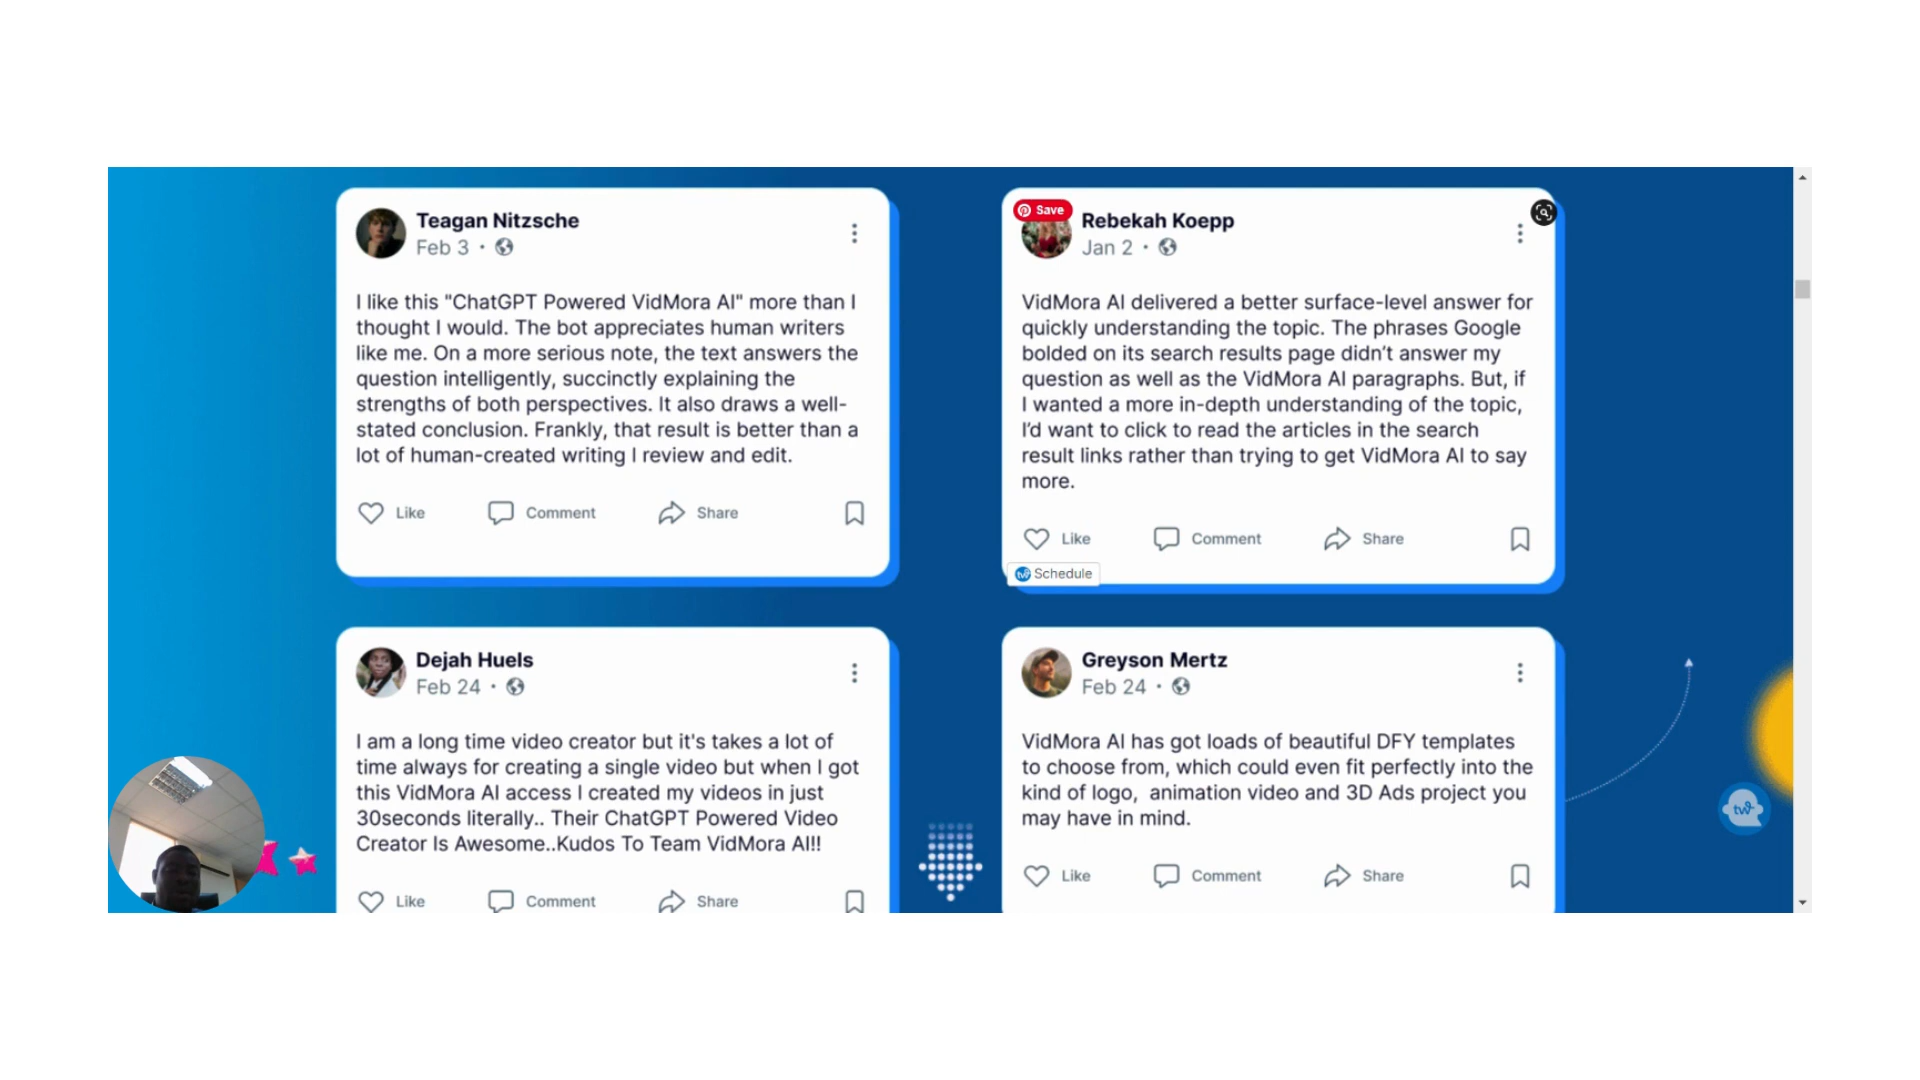 Teagan Nitzsche
Feb 3 •
I like this "ChatGPT Powered VidMora AI" more than I
thought I would. The bot appreciates human writers
like me. On a more serious note, the text answers the
question intelligently, succinctly explaining the
strengths of both perspectives. It also draws a well-
stated conclusion. Frankly, that result is better than a
lot of human-created writing I review and edit.
Like Comment Share
Save
Rebekah Koepp
Jan 2 •
VidMora AI delivered a better surface-level answer for
quickly understanding the topic. The phrases Google
bolded on its search results page didn’t answer my
question as well as the VidMora AI paragraphs. But, if
I wanted a more in-depth understanding of the topic,
I’d want to click to read the articles in the search
result links rather than trying to get VidMora AI to say
more.
Like Comment Share
tw Schedule
Dejah Huels
Feb 24 •
I am a long time video creator but it's takes a lot of
time always for creating a single video but when I got
this VidMora AI access I created my videos in just
30seconds literally.. Their ChatGPT Powered Video
Creator Is Awesome..Kudos To Team VidMora AI!!
Like Comment Share
Greyson Mertz
Feb 24 •
VidMora AI has got loads of beautiful DFY templates
to choose from, which could even fit perfectly into the
kind of logo,  animation video and 3D Ads project you
may have in mind.
Like Comment Share
tw